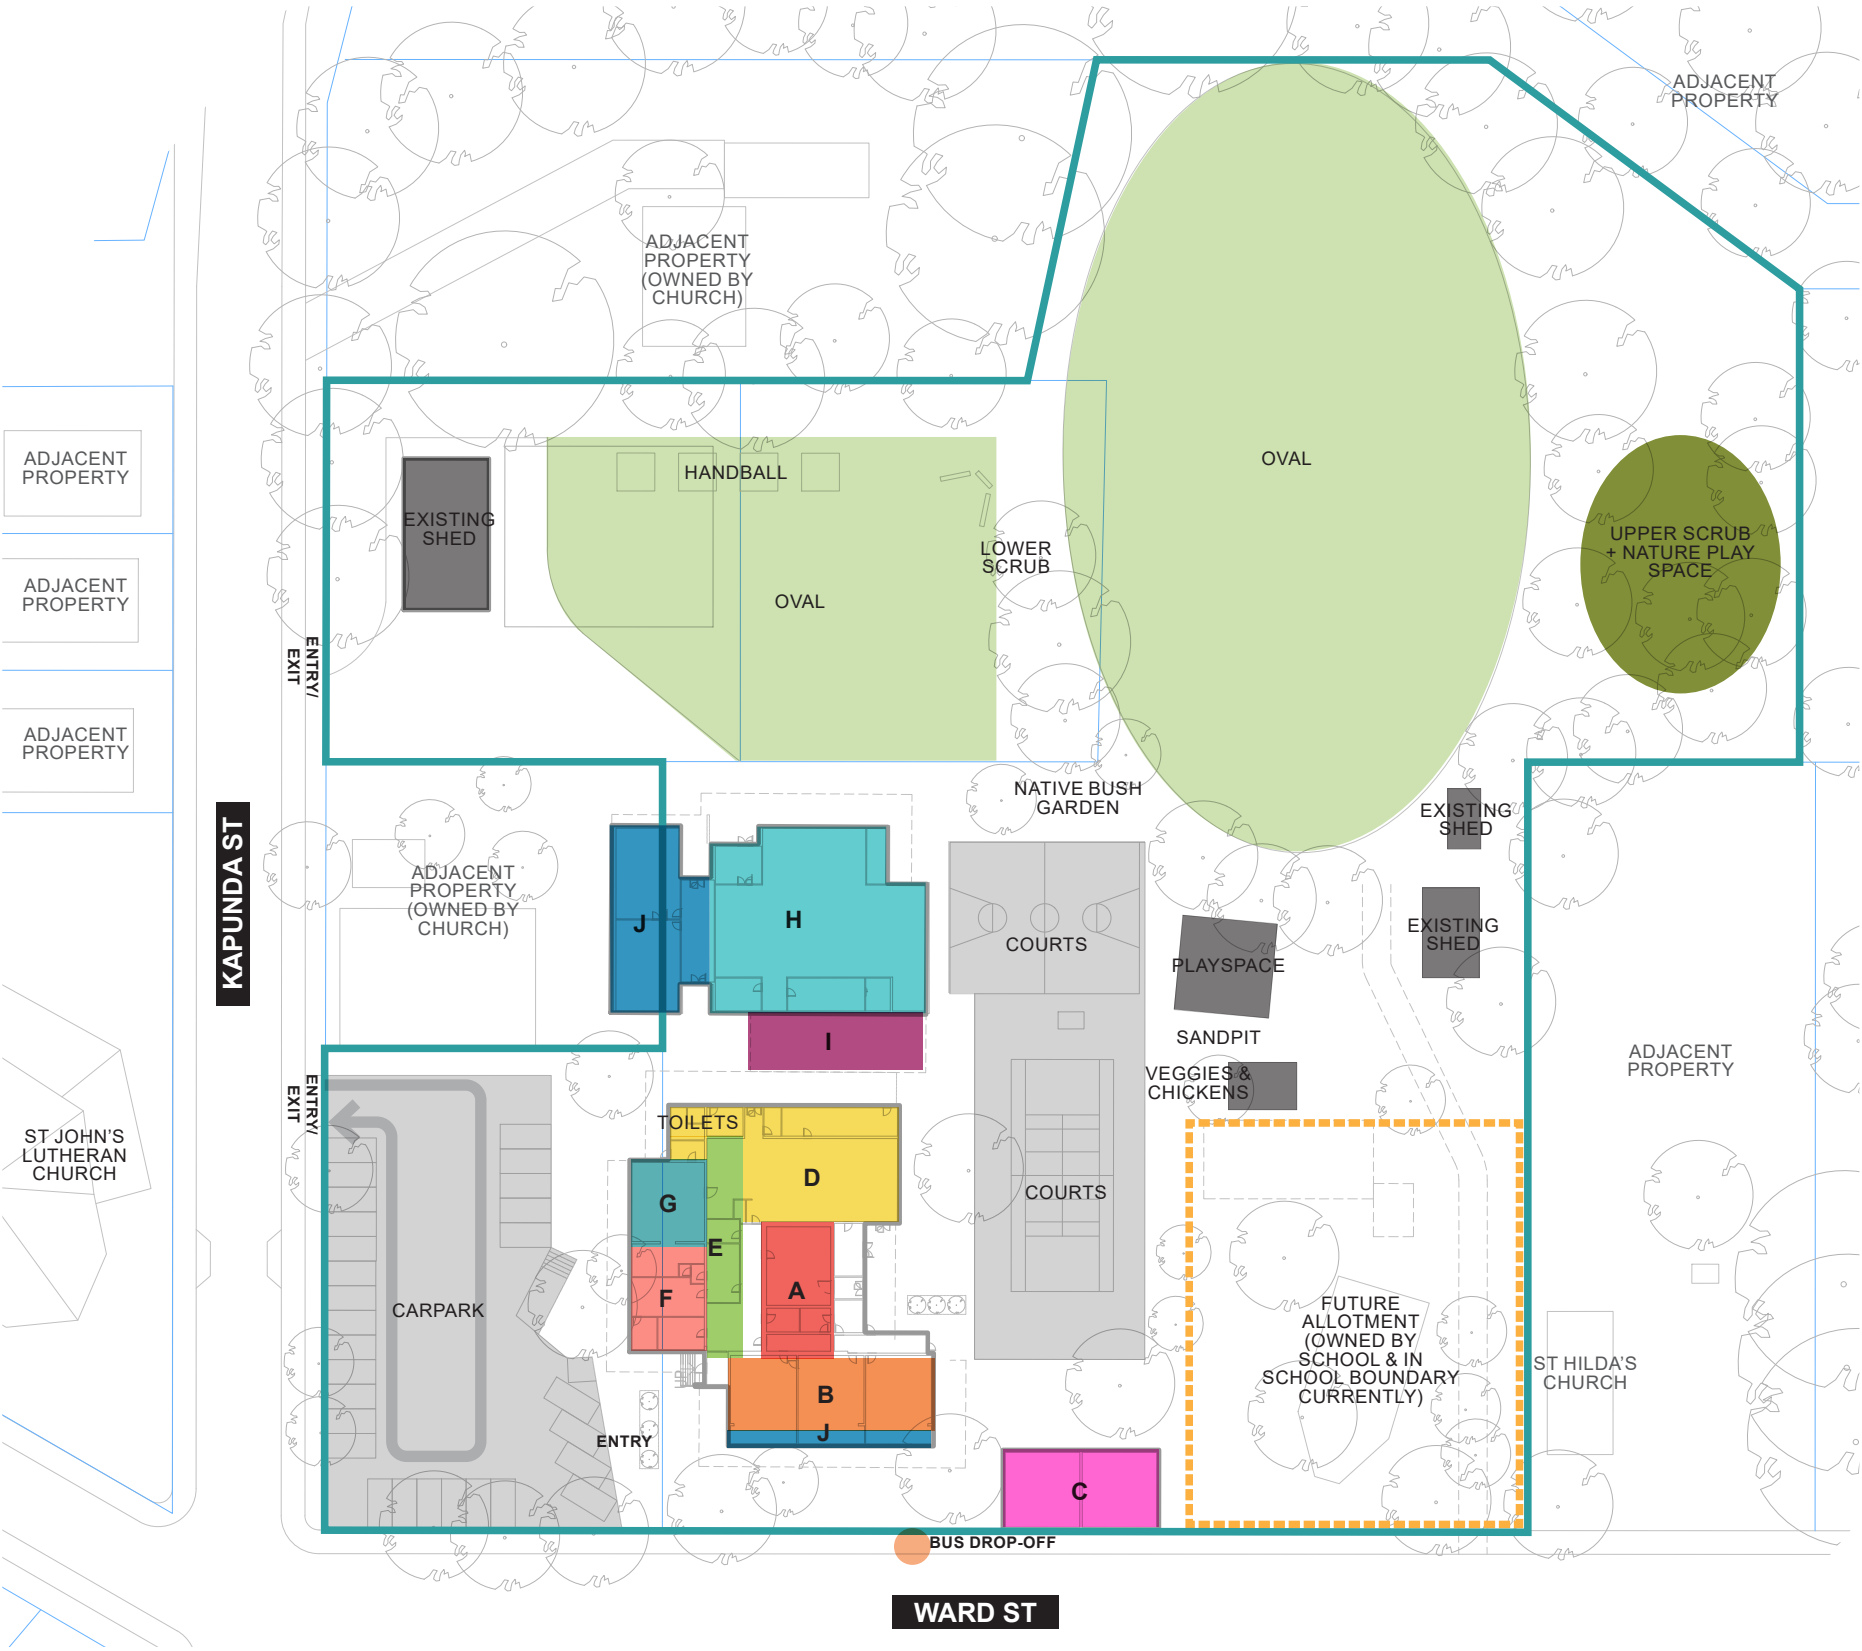 ADJACENT
PROPERTY
ADJACENT
PROPERTY
(OWNED BY
CHURCH)
ADJACENT
PROPERTY
HANDBALL
OVAL
EXISTING
SHED
LOWER
SCRUB
UPPER SCRUB
+ NATURE PLAY
SPACE
ADJACENT
PROPERTY
OVAL
ENTRY/
EXIT
ADJACENT
PROPERTY
NATIVE BUSH
GARDEN
EXISTING
SHED
KAPUNDA ST
ADJACENT
PROPERTY
(OWNED BY
CHURCH)
J
H
COURTS
PLAYSPACE
EXISTING
SHED
I
SANDPIT
VEGGIES &
CHICKENS
ADJACENT
PROPERTY
ENTRY/
EXIT
ST JOHN'S
LUTHERAN
CHURCH
TOILETS
D
G
COURTS
E
F
A
CARPARK
FUTURE
ALLOTMENT
(OWNED BY
SCHOOL & IN
SCHOOL BOUNDARY
CURRENTLY)
ST HILDA'S
CHURCH
B
J
ENTRY
C
BUS DROP-OFF
WARD ST